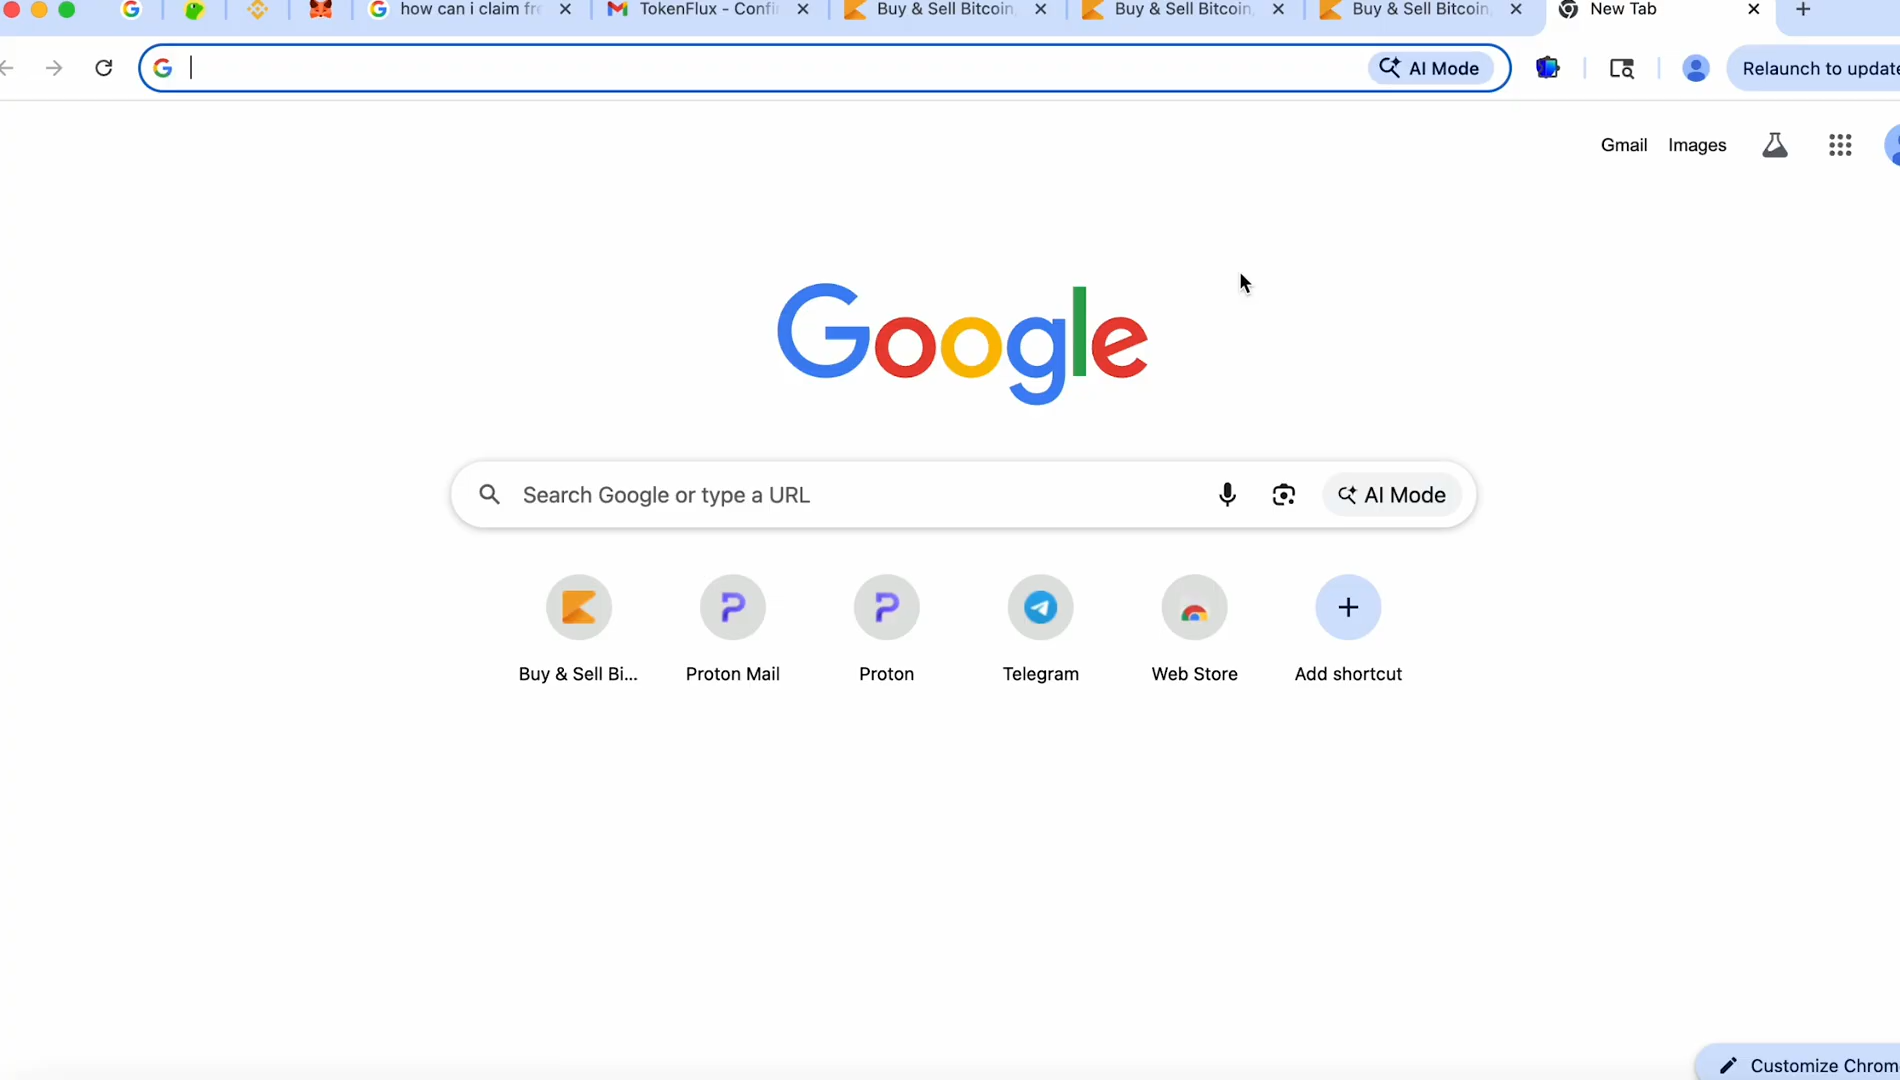 how can i claim fr
TokenFlux - Confi
Buy & Sell Bitcoin,
Buy & Sell Bitcoin,
Buy & Sell Bitcoin,
New Tab
AI Mode
Relaunch to update
Gmail
Images
Google
Search Google or type a URL
AI Mode
Buy & Sell Bi...
Proton Mail
Proton
Telegram
Web Store
Add shortcut
Customize Chrom